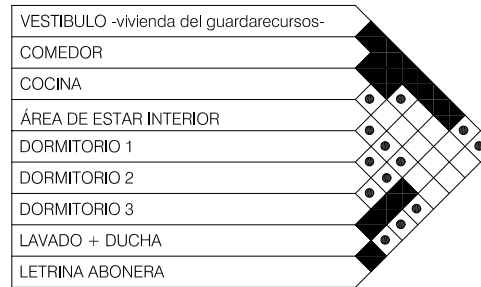 VESTIBULO -vivienda del guardarecursos-
COMEDOR
COCINA
ÁREA DE ESTAR INTERIOR
DORMITORIO 1
DORMITORIO 2
DORMITORIO 3
LAVADO + DUCHA
LETRINA ABONERA